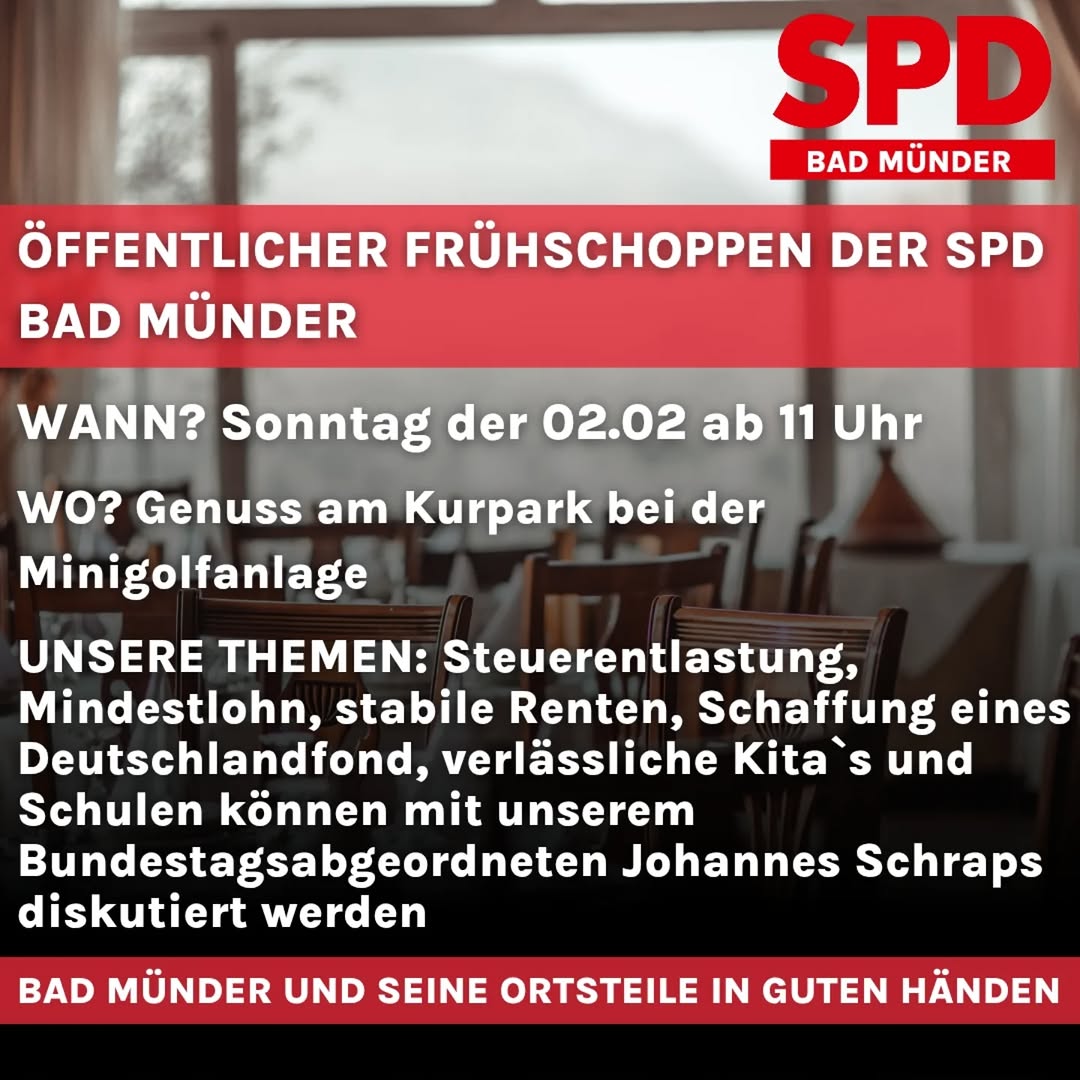 SPD
BAD MÜNDER
ÖFFENTLICHER FRÜHSCHOPPEN DER SPD
BAD MÜNDER
WANN? Sonntag der 02.02 ab 11 Uhr
WO? Genuss am Kurpark bei der
Minigolfanlage
UNSERE THEMEN: Steuerentlastung,
Mindestlohn, stabile Renten, Schaffung eines
Deutschlandfond, verlässliche Kita`s und
Schulen können mit unserem
Bundestagsabgeordneten Johannes Schraps
diskutiert werden
BAD MÜNDER UND SEINE ORTSTEILE IN GUTEN HÄNDEN